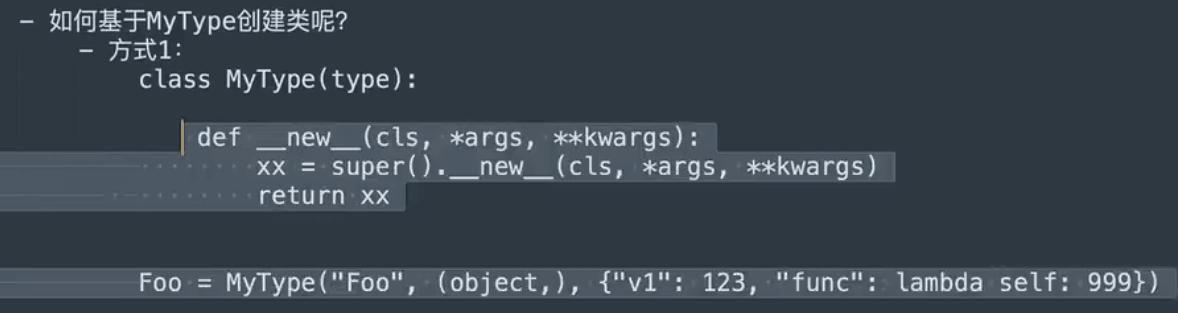 - 如何基于MyType创建类呢?
- 方式1:
class MyType(type):
def __new__(cls, *args, **kwargs):
xx = super().__new__(cls, *args, **kwargs)
return xx
Foo = MyType("Foo", (object,), {"v1": 123, "func": lambda self: 999})